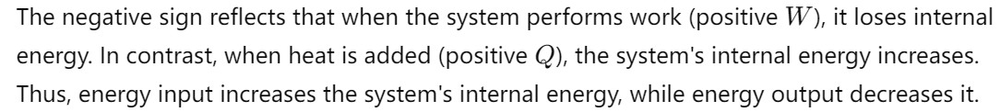 The negative sign reflects that when the system performs work (positive W), it loses internal
energy. In contrast, when heat is added (positive Q), the system's internal energy increases.
Thus, energy input increases the system's internal energy, while energy output decreases it.